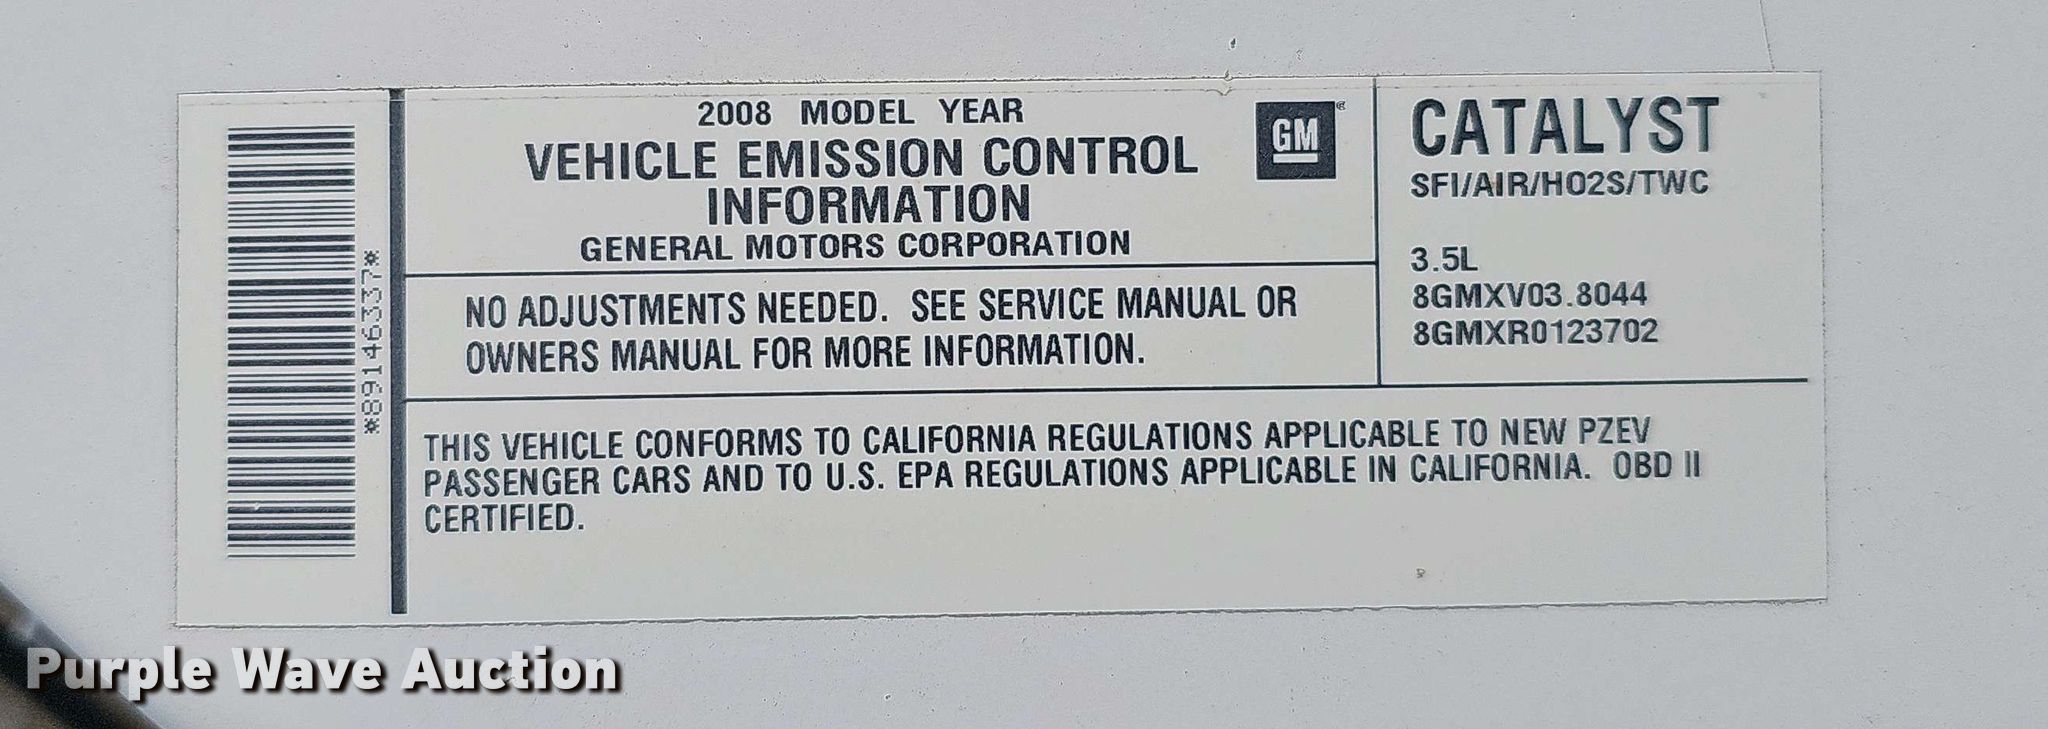 2008 MODEL YEAR
VEHICLE EMISSION CONTROL
INFORMATION
GENERAL MOTORS CORPORATION
GM
CATALYST
SFI/AIR/HO2S/TWC
3.5L
8GMXV03.8044
8GMXR0123702
NO ADJUSTMENTS NEEDED. SEE SERVICE MANUAL OR
OWNERS MANUAL FOR MORE INFORMATION.
*89146337*
THIS VEHICLE CONFORMS TO CALIFORNIA REGULATIONS APPLICABLE TO NEW PZEV
PASSENGER CARS AND TO U.S. EPA REGULATIONS APPLICABLE IN CALIFORNIA. OBD II
CERTIFIED.
Purple Wave Auction